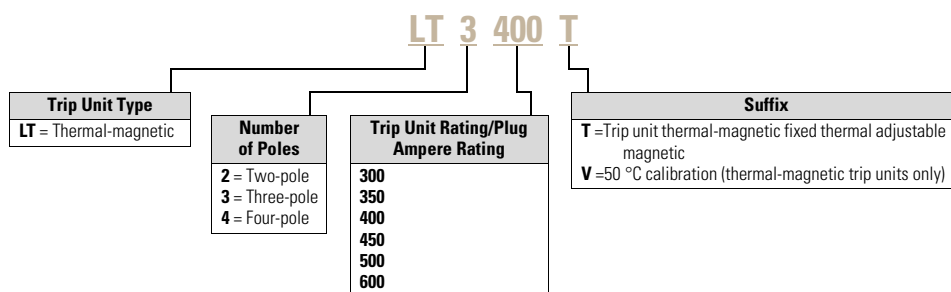 LT 3 400 T
Trip Unit Type
LT = Thermal-magnetic
Number
of Poles
2 = Two-pole
3 = Three-pole
4 = Four-pole
Trip Unit Rating/Plug
Ampere Rating
300
350
400
450
500
600
Suffix
T =Trip unit thermal-magnetic fixed thermal adjustable
magnetic
V =50 °C calibration (thermal-magnetic trip units only)